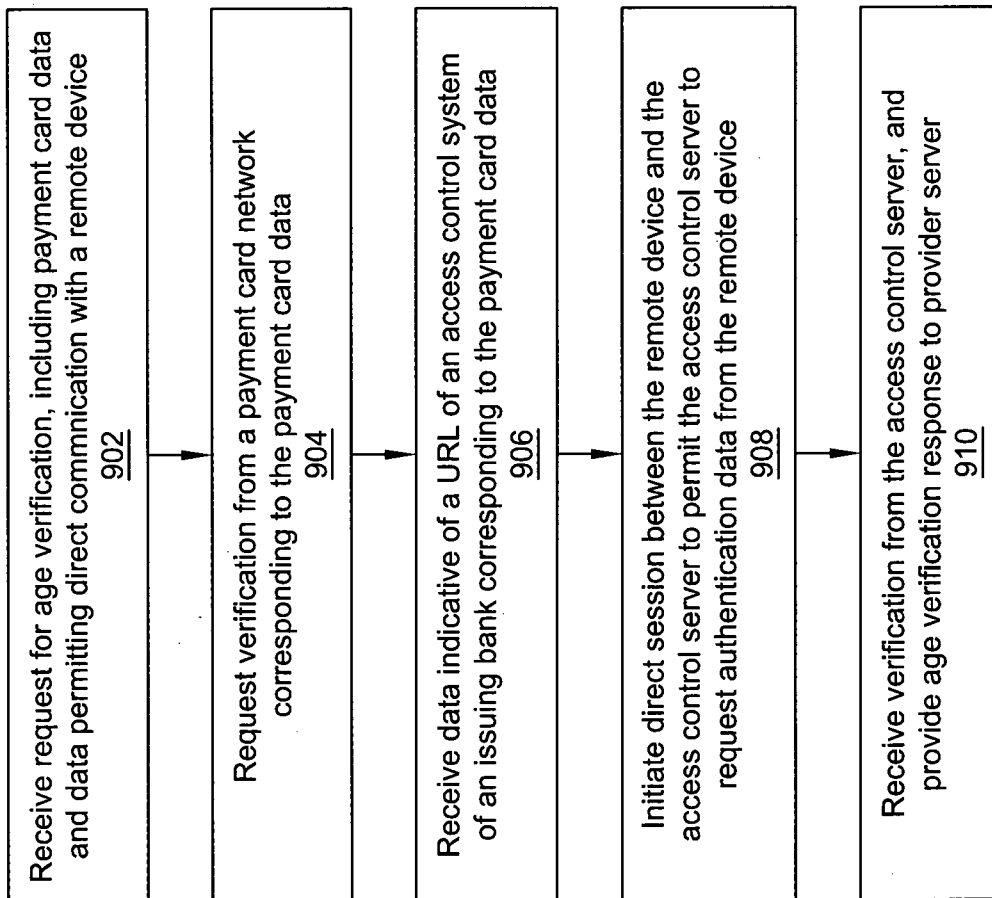 Receive request for age verification, including payment card data
and data permitting direct commnication with a remote device
902
Request verification from a payment card network
corresponding to the payment card data
904
Receive data indicative of a URL of an access control system
of an issuing bank corresponding to the payment card data
906
Initiate direct session between the remote device and the
access control server to permit the access control server to
request authentication data from the remote device
908
Receive verification from the access control server, and
provide age verification response to provider server
910